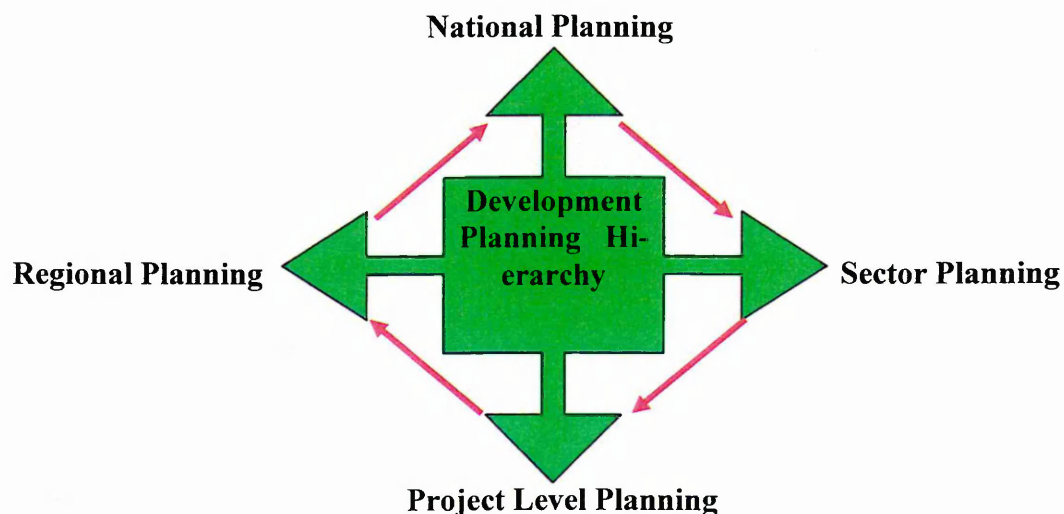 National Planning
Development
Planning Hi-
erarchy
Regional Planning
Sector Planning
Project Level Planning